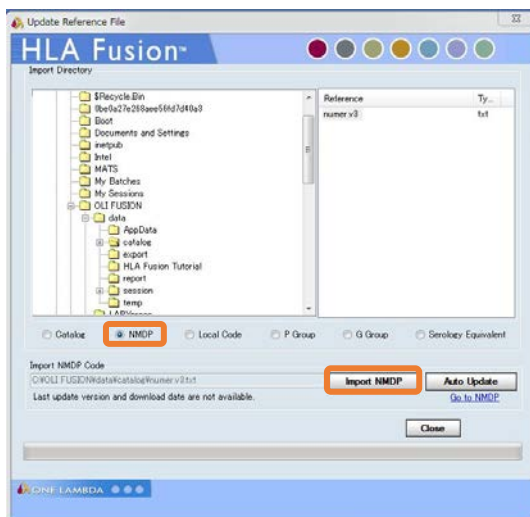 Update Reference File
HLA Fusion™
Import Directory
$Recycle.Bin
Boot
Documents and Settings
inetpub
Intel
MATS
My Batches
My Sessions
OLI FUSION
data
AppData
catalog
export
HLA Fusion Tutorial
report
session
temp
Reference Ty...
numer v3 txt
Catalog NMDP Local Code P Group G Group Serology Equivalent
Import NMDP Code
C:¥OLI FUSION¥data¥catalog¥numer v3.txt Import NMDP Auto Update
Last update version and download date are not available. Go to NMDP
Close
ONE LAMBDA